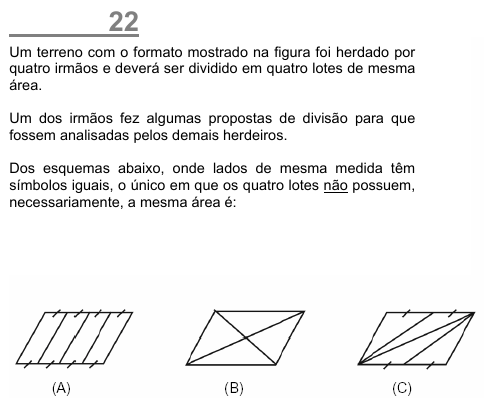 22
Um terreno com o formato mostrado na figura foi herdado por
quatro irmãos e deverá ser dividido em quatro lotes de mesma
área.
Um dos irmãos fez algumas propostas de divisão para que
fossem analisadas pelos demais herdeiros.
Dos esquemas abaixo, onde lados de mesma medida têm
símbolos iguais, o único em que os quatro lotes não possuem,
necessariamente, a mesma área é:
(A) (B) (C)